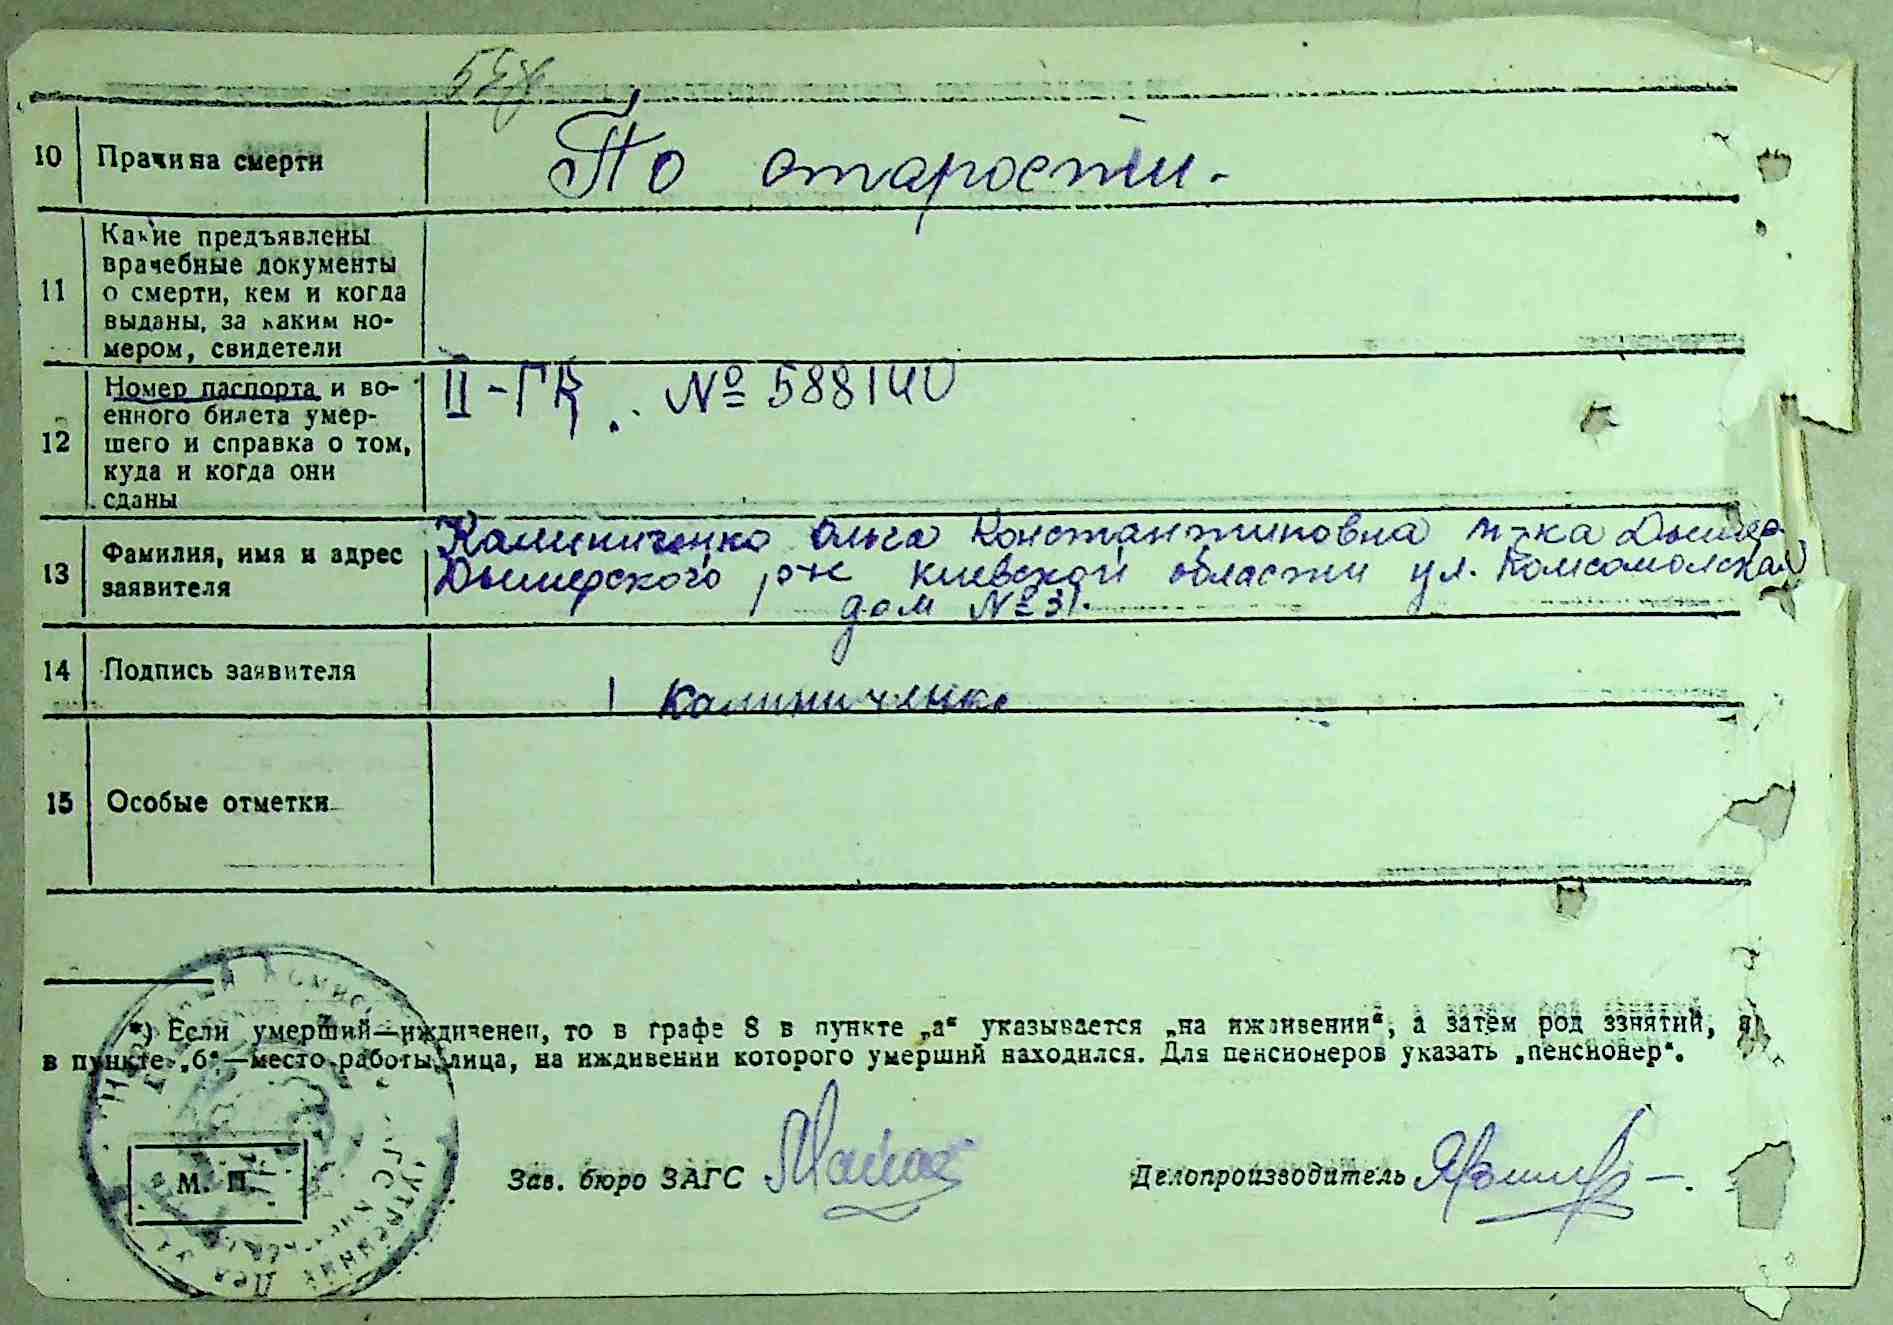 10 Причина смерти По старости.
11 Какие предъявлены
врачебные документы
о смерти, кем и когда
выданы, за каким но-
мером, свидетели
12 Номер паспорта и во-
енного билета умер-
шего и справка о том,
куда и когда они
сданы
II-ГК. № 588140
13 Фамилия, имя и адрес
заявителя
Калиниченко Ольга Константиновна Дымер
Дымерского р-н Киевской области ул. Комсомольская
дом № 31.
14 Подпись заявителя Калиниченко
15 Особые отметки
*) Если умерший—иждивенец, то в графе 8 в пункте „а“ указывается „на иждивении“, а затем род занятий, а
в пункте „б“—место работы лица, на иждивении которого умерший находился. Для пенсионеров указать „пенсионер“.
М. П.
Зав. бюро ЗАГС
Делопроизводитель